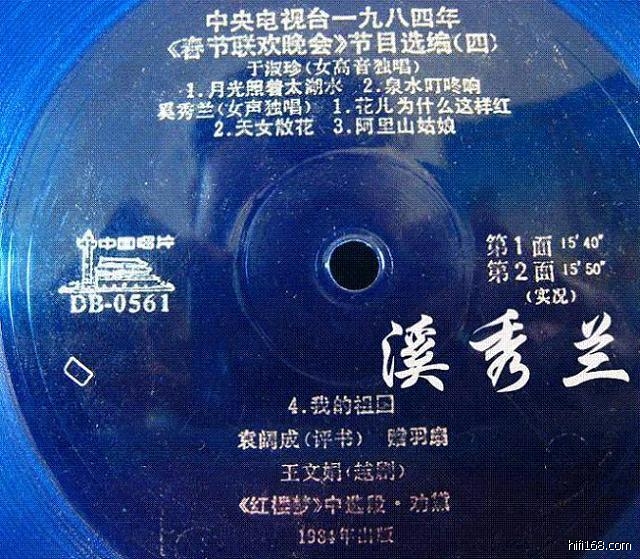 中央电视台一九八四年
《春节联欢晚会》节目选编(四)
于淑珍(女高音独唱)
1.月光照着太湖水 2.泉水叮咚响
奚秀兰(女声独唱) 1.花儿为什么这样红
2.天女散花 3.阿里山姑娘
中国唱片
DB-0561
第1面 15'40"
第2面 15'50"
(实况)
溪秀兰
4.我的祖国
袁阔成(评书) 赠羽扇
王文娟(越剧)
《红楼梦》中选段·劝黛
1984年出版
hifi168.com